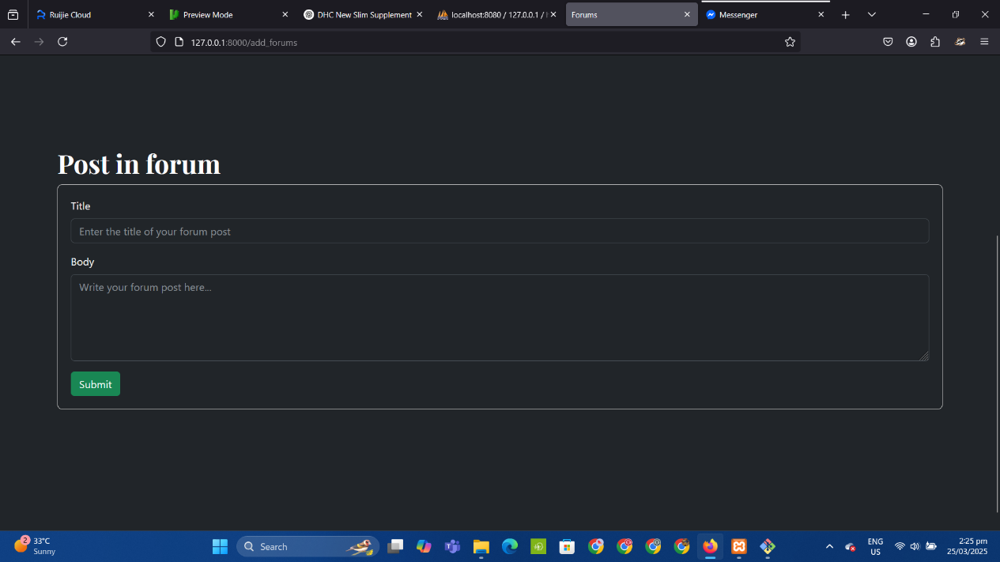 Ruijie Cloud
Preview Mode
DHC New Slim Supplement
localhost:8080 / 127.0.0.1 /
Forums
Messenger
127.0.0.1:8000/add_forums
Post in forum
Title
Enter the title of your forum post
Body
Write your forum post here...
Submit
2
33°C
Sunny
Search
ENG
US
2:25 pm
25/03/2025